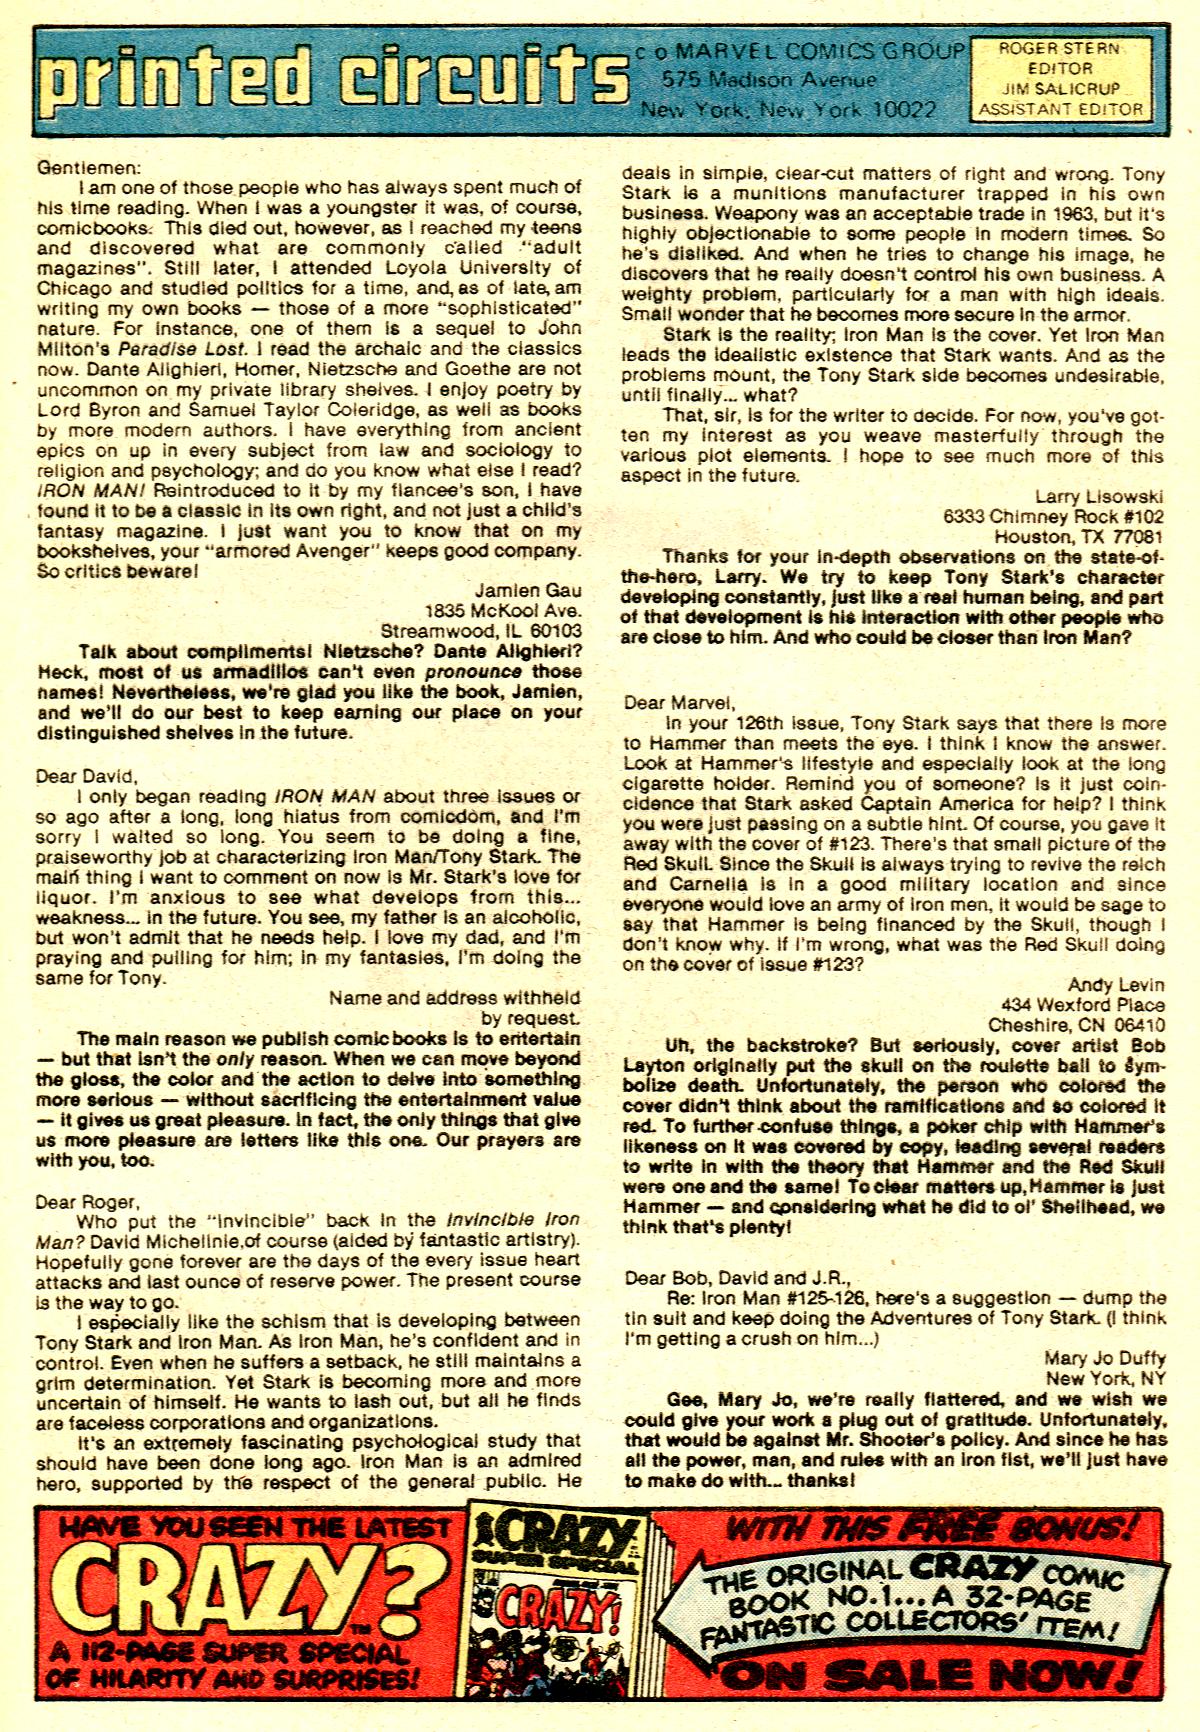 printed circuits
c o MARVEL COMICS GROUP
575 Madison Avenue
New York, New York 10022
ROGER STERN
EDITOR
JIM SALICRUP
ASSISTANT EDITOR
Gentlemen:
I am one of those people who has always spent much of
his time reading. When I was a youngster it was, of course,
comicbooks. This died out, however, as I reached my teens
and discovered what are commonly called "adult
magazines". Still later, I attended Loyola University of
Chicago and studied politics for a time, and, as of late, am
writing my own books — those of a more "sophisticated"
nature. For instance, one of them is a sequel to John
Milton's Paradise Lost. I read the archaic and the classics
now. Dante Alighieri, Homer, Nietzsche and Goethe are not
uncommon on my private library shelves. I enjoy poetry by
Lord Byron and Samuel Taylor Coleridge, as well as books
by more modern authors. I have everything from ancient
epics on up in every subject from law and sociology to
religion and psychology; and do you know what else I read?
IRON MAN! Reintroduced to it by my fiancee's son, I have
found it to be a classic in its own right, and not just a child's
fantasy magazine. I just want you to know that on my
bookshelves, your "armored Avenger" keeps good company.
So critics beware!
Jamien Gau
1835 McKool Ave.
Streamwood, IL 60103
Talk about compliments! Nietzsche? Dante Alighieri?
Heck, most of us armadillos can't even pronounce those
names! Nevertheless, we're glad you like the book, Jamien,
and we'll do our best to keep earning our place on your
distinguished shelves in the future.
Dear David,
I only began reading IRON MAN about three issues or
so ago after a long, long hiatus from comicdom, and I'm
sorry I waited so long. You seem to be doing a fine,
praiseworthy job at characterizing Iron Man/Tony Stark. The
main thing I want to comment on now is Mr. Stark's love for
liquor. I'm anxious to see what develops from this...
weakness... in the future. You see, my father is an alcoholic,
but won't admit that he needs help. I love my dad, and I'm
praying and pulling for him; in my fantasies, I'm doing the
same for Tony.
Name and address withheld
by request.
The main reason we publish comicbooks is to entertain
— but that isn't the only reason. When we can move beyond
the gloss, the color and the action to delve into something
more serious — without sacrificing the entertainment value
— it gives us great pleasure. In fact, the only things that give
us more pleasure are letters like this one. Our prayers are
with you, too.
Dear Roger,
Who put the "invincible" back in the Invincible Iron
Man? David Michelinie, of course (aided by fantastic artistry).
Hopefully gone forever are the days of the every issue heart
attacks and last ounce of reserve power. The present course
is the way to go.
I especially like the schism that is developing between
Tony Stark and Iron Man. As Iron Man, he's confident and in
control. Even when he suffers a setback, he still maintains a
grim determination. Yet Stark is becoming more and more
uncertain of himself. He wants to lash out, but all he finds
are faceless corporations and organizations.
It's an extremely fascinating psychological study that
should have been done long ago. Iron Man is an admired
hero, supported by the respect of the general public. He
deals in simple, clear-cut matters of right and wrong. Tony
Stark is a munitions manufacturer trapped in his own
business. Weapony was an acceptable trade in 1963, but it's
highly objectionable to some people in modern times. So
he's disliked. And when he tries to change his image, he
discovers that he really doesn't control his own business. A
weighty problem, particularly for a man with high ideals.
Small wonder that he becomes more secure in the armor.
Stark is the reality; Iron Man is the cover. Yet Iron Man
leads the idealistic existence that Stark wants. And as the
problems mount, the Tony Stark side becomes undesirable,
until finally... what?
That, sir, is for the writer to decide. For now, you've got-
ten my interest as you weave masterfully through the
various plot elements. I hope to see much more of this
aspect in the future.
Larry Lisowski
6333 Chimney Rock #102
Houston, TX 77081
Thanks for your in-depth observations on the state-of-
the-hero, Larry. We try to keep Tony Stark's character
developing constantly, just like a real human being, and part
of that development is his interaction with other people who
are close to him. And who could be closer than Iron Man?
Dear Marvel,
In your 126th issue, Tony Stark says that there is more
to Hammer than meets the eye. I think I know the answer.
Look at Hammer's lifestyle and especially look at the long
cigarette holder. Remind you of someone? Is it just coin-
cidence that Stark asked Captain America for help? I think
you were just passing on a subtle hint. Of course, you gave it
away with the cover of #123. There's that small picture of the
Red Skull. Since the Skull is always trying to revive the reich
and Carnelia is in a good military location and since
everyone would love an army of iron men, it would be sage to
say that Hammer is being financed by the Skull, though I
don't know why. If I'm wrong, what was the Red Skull doing
on the cover of issue #123?
Andy Levin
434 Wexford Place
Cheshire, CN 06410
Uh, the backstroke? But seriously, cover artist Bob
Layton originally put the skull on the roulette ball to sym-
bolize death. Unfortunately, the person who colored the
cover didn't think about the ramifications and so colored it
red. To further confuse things, a poker chip with Hammer's
likeness on it was covered by copy, leading several readers
to write in with the theory that Hammer and the Red Skull
were one and the same! To clear matters up, Hammer is just
Hammer — and considering what he did to ol' Shellhead, we
think that's plenty!
Dear Bob, David and J.R.,
Re: Iron Man #125-126, here's a suggestion — dump the
tin suit and keep doing the Adventures of Tony Stark. (I think
I'm getting a crush on him...)
Mary Jo Duffy
New York, NY
Gee, Mary Jo, we're really flattered, and we wish we
could give your work a plug out of gratitude. Unfortunately,
that would be against Mr. Shooter's policy. And since he has
all the power, man, and rules with an iron fist, we'll just have
to make do with... thanks!
HAVE YOU SEEN THE LATEST
CRAZY?
TM
A 112-PAGE SUPER SPECIAL
OF HILARITY AND SURPRISES!
CRAZY
SUPER SPECIAL
CRAZY!
WITH THIS FREE BONUS!
THE ORIGINAL CRAZY COMIC
BOOK NO.1... A 32-PAGE
FANTASTIC COLLECTORS' ITEM!
ON SALE NOW!